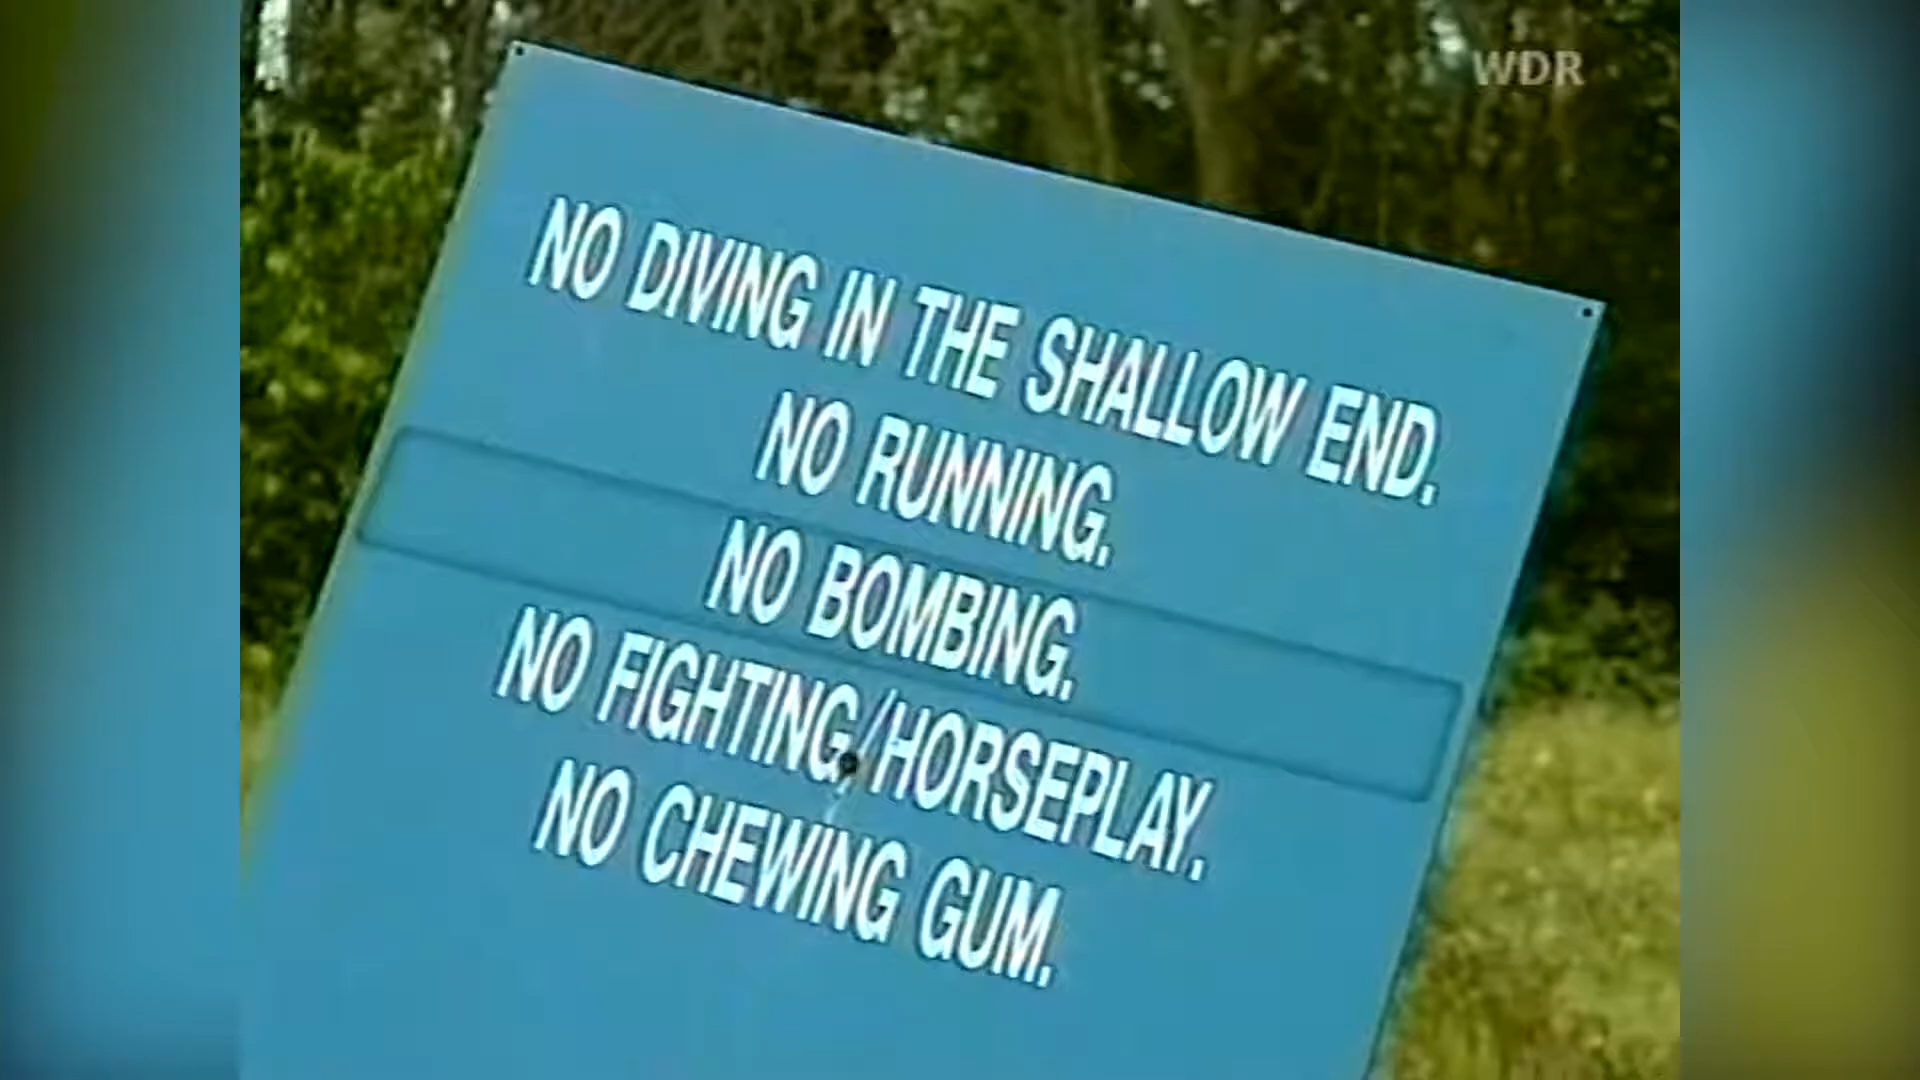 WDR
NO DIVING IN THE SHALLOW END.
NO RUNNING.
NO BOMBING.
NO FIGHTING/HORSEPLAY.
NO CHEWING GUM.